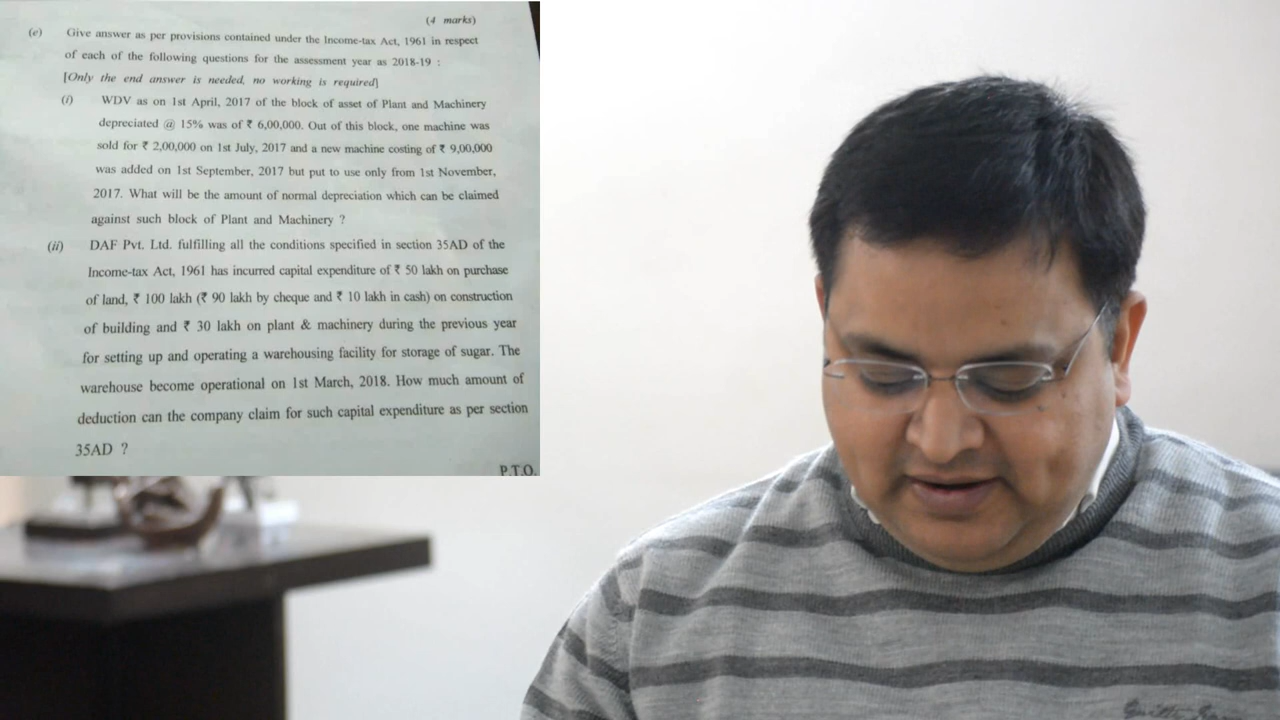 (4 marks)
(e) Give answer as per provisions contained under the Income-tax Act, 1961 in respect
of each of the following questions for the assessment year as 2018-19 :
[Only the end answer is needed, no working is required]
(i) WDV as on 1st April, 2017 of the block of asset of Plant and Machinery
depreciated @ 15% was of ₹ 6,00,000. Out of this block, one machine was
sold for ₹ 2,00,000 on 1st July, 2017 and a new machine costing of ₹ 9,00,000
was added on 1st September, 2017 but put to use only from 1st November,
2017. What will be the amount of normal depreciation which can be claimed
against such block of Plant and Machinery ?
(ii) DAF Pvt. Ltd. fulfilling all the conditions specified in section 35AD of the
Income-tax Act, 1961 has incurred capital expenditure of ₹ 50 lakh on purchase
of land, ₹ 100 lakh (₹ 90 lakh by cheque and ₹ 10 lakh in cash) on construction
of building and ₹ 30 lakh on plant & machinery during the previous year
for setting up and operating a warehousing facility for storage of sugar. The
warehouse become operational on 1st March, 2018. How much amount of
deduction can the company claim for such capital expenditure as per section
35AD ?
P.T.O.